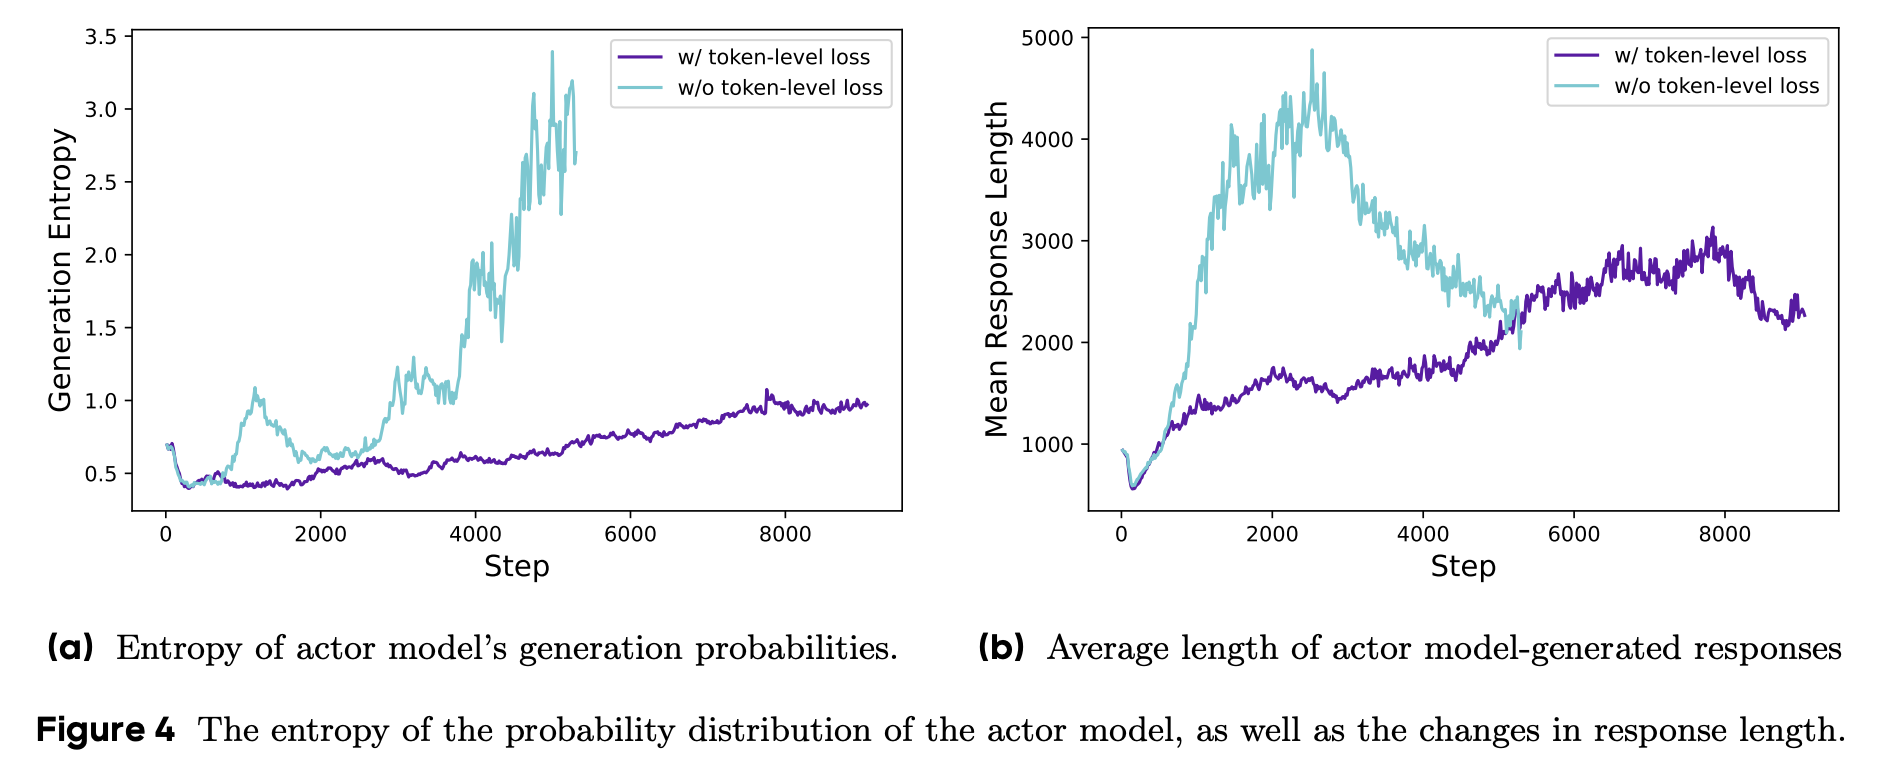 3.5
3.0
2.5
2.0
1.5
1.0
0.5
Generation Entropy
w/ token-level loss
w/o token-level loss
0 2000 4000 6000 8000
Step
5000
4000
3000
2000
1000
Mean Response Length
w/ token-level loss
w/o token-level loss
0 2000 4000 6000 8000
Step
(a) Entropy of actor model’s generation probabilities.
(b) Average length of actor model-generated responses
Figure 4 The entropy of the probability distribution of the actor model, as well as the changes in response length.